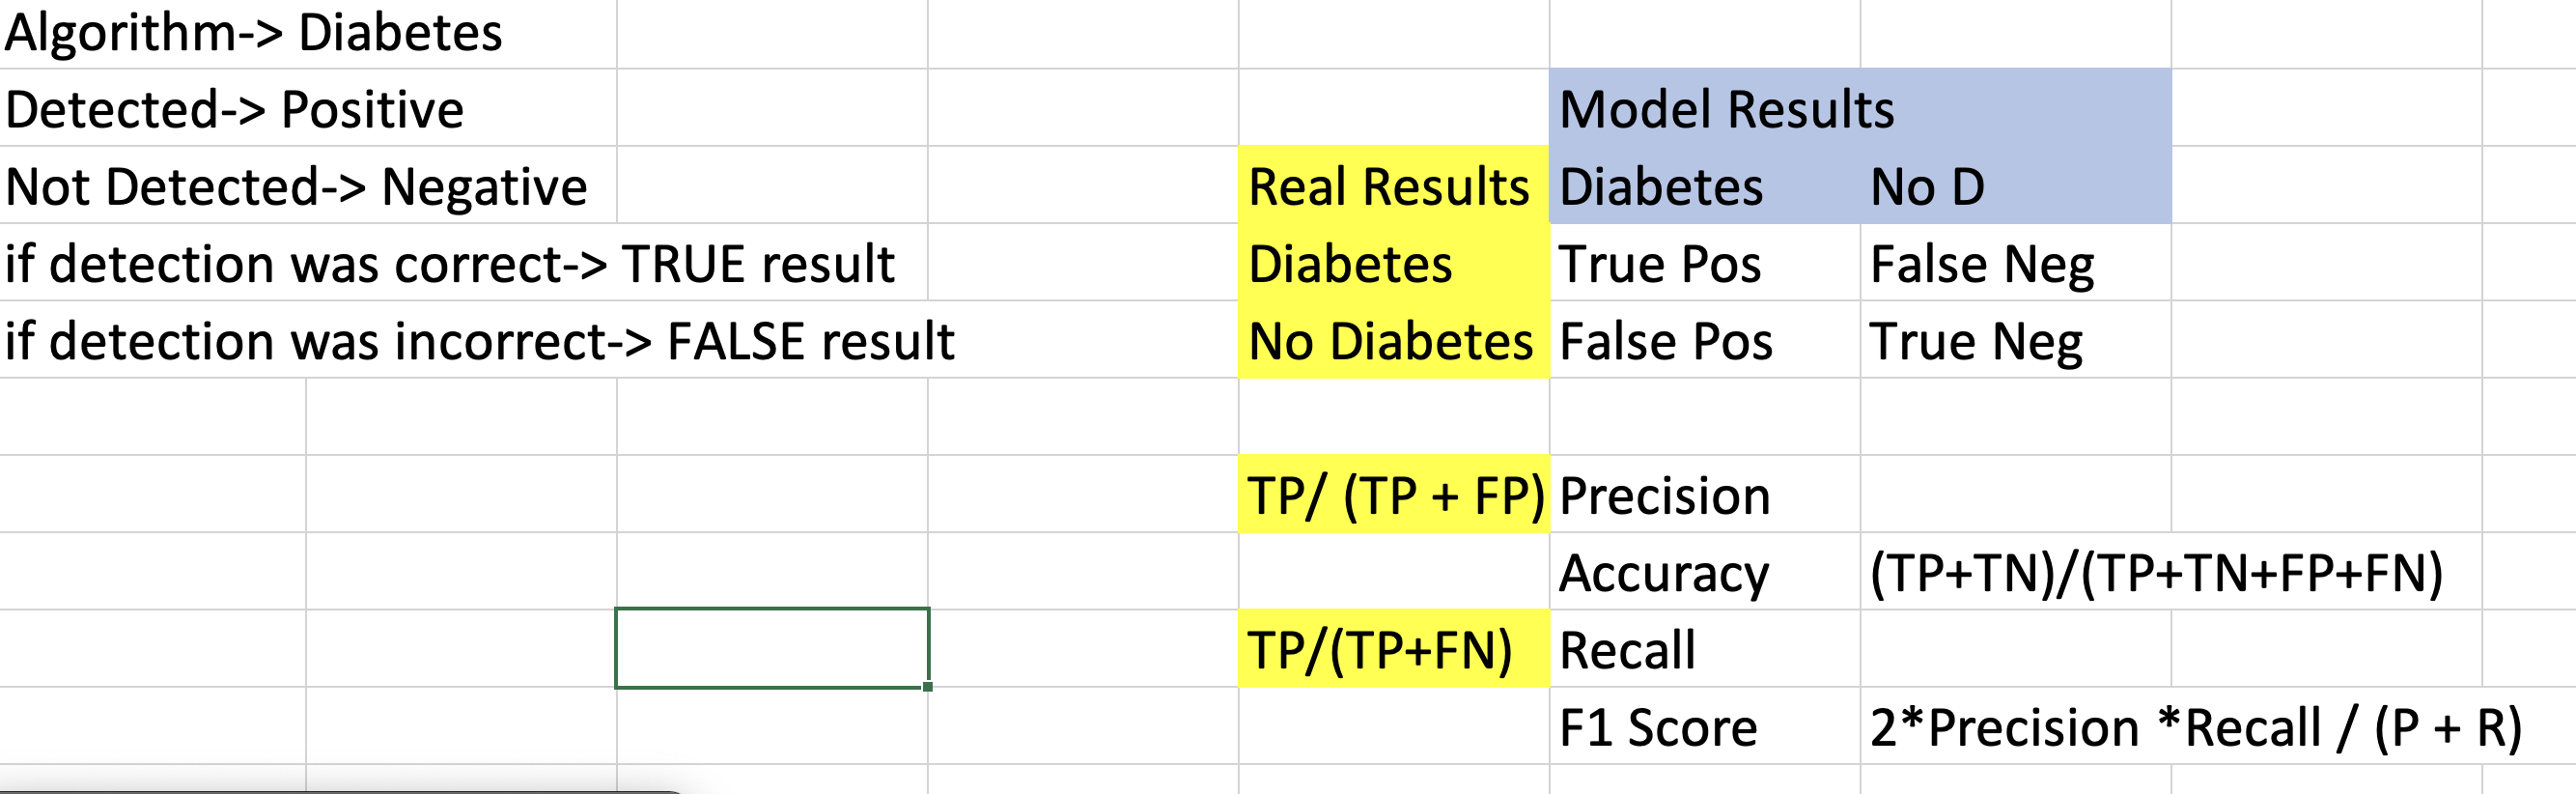 Algorithm-> Diabetes
Detected-> Positive
Model Results
Not Detected-> Negative
Real Results Diabetes No D
if detection was correct-> TRUE result
Diabetes True Pos False Neg
if detection was incorrect-> FALSE result
No Diabetes False Pos True Neg
TP/ (TP + FP) Precision
Accuracy (TP+TN)/(TP+TN+FP+FN)
TP/(TP+FN) Recall
F1 Score 2*Precision *Recall / (P + R)